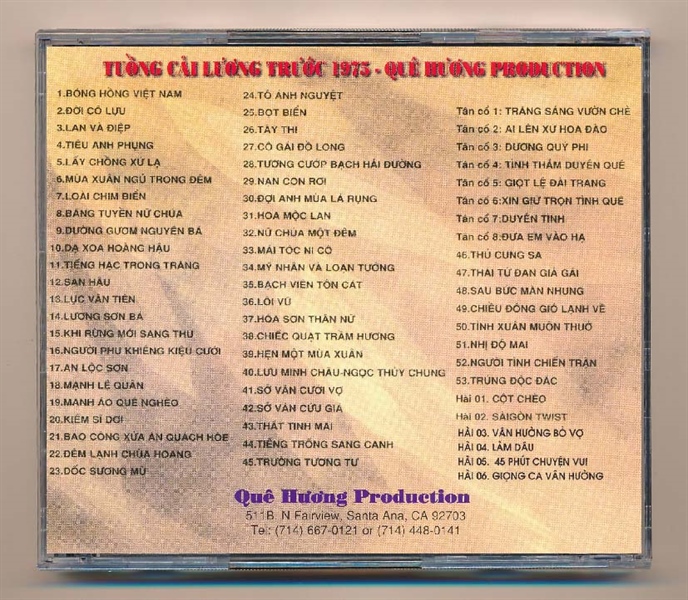 TUỒNG CẢI LƯƠNG TRƯỚC 1975 - QUÊ HƯƠNG PRODUCTION
1.BÔNG HỒNG VIỆT NAM
2.ĐỜI CÔ LỰU
3.LAN VÀ ĐIỆP
4.TIÊU ANH PHỤNG
5.LẤY CHỒNG XỨ LẠ
6.MÙA XUÂN NGỦ TRONG ĐÊM
7.LOÀI CHIM BIỂN
8.BĂNG TUYỀN NỮ CHÚA
9.ĐƯỜNG GƯƠM NGUYÊN BÁ
10.DẠ XOA HOÀNG HẬU
11.TIẾNG HẠC TRONG TRĂNG
12.SAN HẬU
13.LỤC VÂN TIÊN
14.LƯƠNG SƠN BÁ
15.KHI RỪNG MỚI SANG THU
16.NGƯỜI PHU KHIÊNG KIỆU CƯỚI
17.AN LỘC SƠN
18.MẠNH LỆ QUÂN
19.MANH ÁO QUÊ NGHÈO
20.KIẾM SĨ DƠI
21.BAO CÔNG XỬA ÁN QUÁCH HÒE
22.ĐÊM LẠNH CHÙA HOANG
23.DỐC SƯƠNG MÙ
24.TÔ ÁNH NGUYỆT
25.BỌT BIỂN
26.TÂY THI
27.CÔ GÁI ĐỒ LONG
28.TƯỚNG CƯỚP BẠCH HẢI ĐƯỜNG
29.NẮN CON RƠI
30.ĐỢI ANH MÙA LÁ RỤNG
31.HOA MỘC LAN
32.NỮ CHÚA MỘT ĐÊM
33.MÁI TÓC NI CÔ
34.MỸ NHÂN VÀ LOẠN TƯỚNG
35.BẠCH VIÊN TÔN CÁT
36.LÔI VŨ
37.HỎA SƠN THẦN NỮ
38.CHIẾC QUẠT TRẦM HƯƠNG
39.HẸN MỘT MÙA XUÂN
40.LƯU MINH CHÂU-NGỌC THỦY CHUNG
41.SỞ VÂN CƯỚI VỢ
42.SỞ VÂN CỨU GIÁ
43.THẤT TÌNH MAI
44.TIẾNG TRỐNG SANG CANH
45.TRƯỜNG TƯƠNG TƯ
Tân cổ 1: TRĂNG SÁNG VƯỜN CHÈ
Tân cổ 2: AI LÊN XỨ HOA ĐÀO
Tân cổ 3: DƯƠNG QUÝ PHI
Tân cổ 4: TÌNH THẮM DUYÊN QUÊ
Tân cổ 5: GIỌT LỆ ĐÀI TRANG
Tân cổ 6:XIN GIỮ TRỌN TÌNH QUÊ
Tân cổ 7:DUYÊN TÌNH
Tân cổ 8:ĐƯA EM VÀO HẠ
46.THỦ CUNG SA
47.THÁI TỬ ĐAN GIẢ GÁI
48.SAU BỨC MÀN NHUNG
49.CHIỀU ĐÔNG GIÓ LẠNH VỀ
50.TÌNH XUÂN MUÔN THUỞ
51.NHỊ ĐỘ MAI
52.NGƯỜI TÌNH CHIẾN TRẬN
53.TRÚNG ĐỘC ĐẮC
Hài 01. CỘT CHÈO
Hài 02. SAIGON TWIST
HÀI 03. VĂN HƯỜNG BỎ VỢ
HÀI 04. LÀM DÂU
HÀI 05. 45 PHÚT CHUYỆN VUI
HÀI 06. GIỌNG CA VĂN HƯỜNG
Quê Hương Production
511B. N Fairview, Santa Ana, CA 92703
Tel: (714) 667-0121 or (714) 448-0141